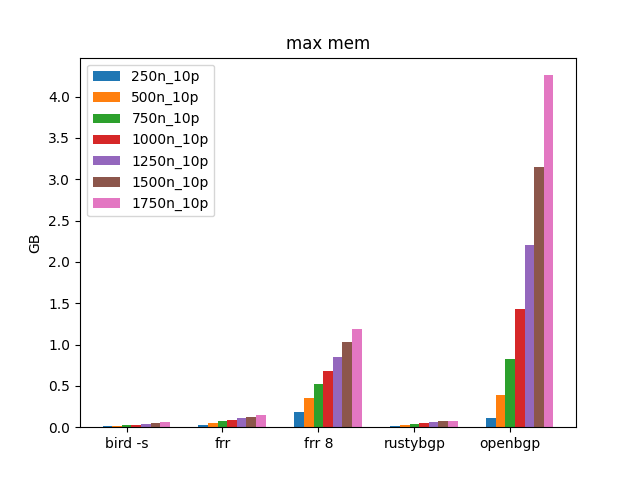 max mem
250n_10p
500n_10p
750n_10p
1000n_10p
1250n_10p
1500n_10p
1750n_10p
GB
4.0
3.5
3.0
2.5
2.0
1.5
1.0
0.5
0.0
bird -s frr frr 8 rustybgp openbgp